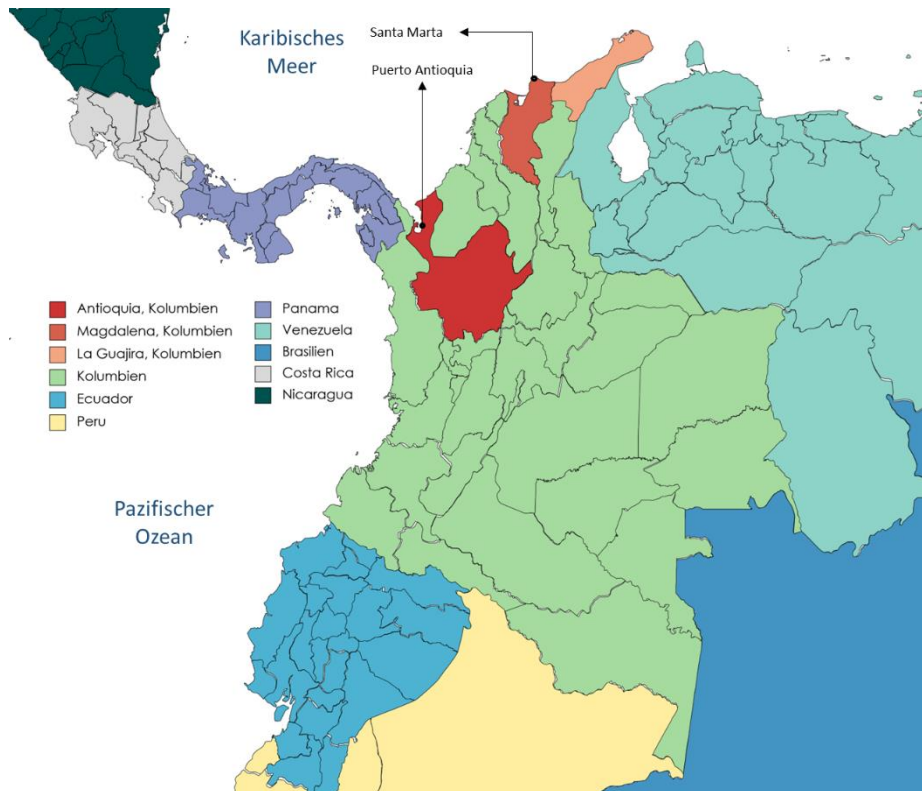 Karibisches
Meer
Santa Marta
Puerto Antioquia
Antioquia, Kolumbien
Magdalena, Kolumbien
La Guajira, Kolumbien
Kolumbien
Ecuador
Peru
Panama
Venezuela
Brasilien
Costa Rica
Nicaragua
Pazifischer
Ozean